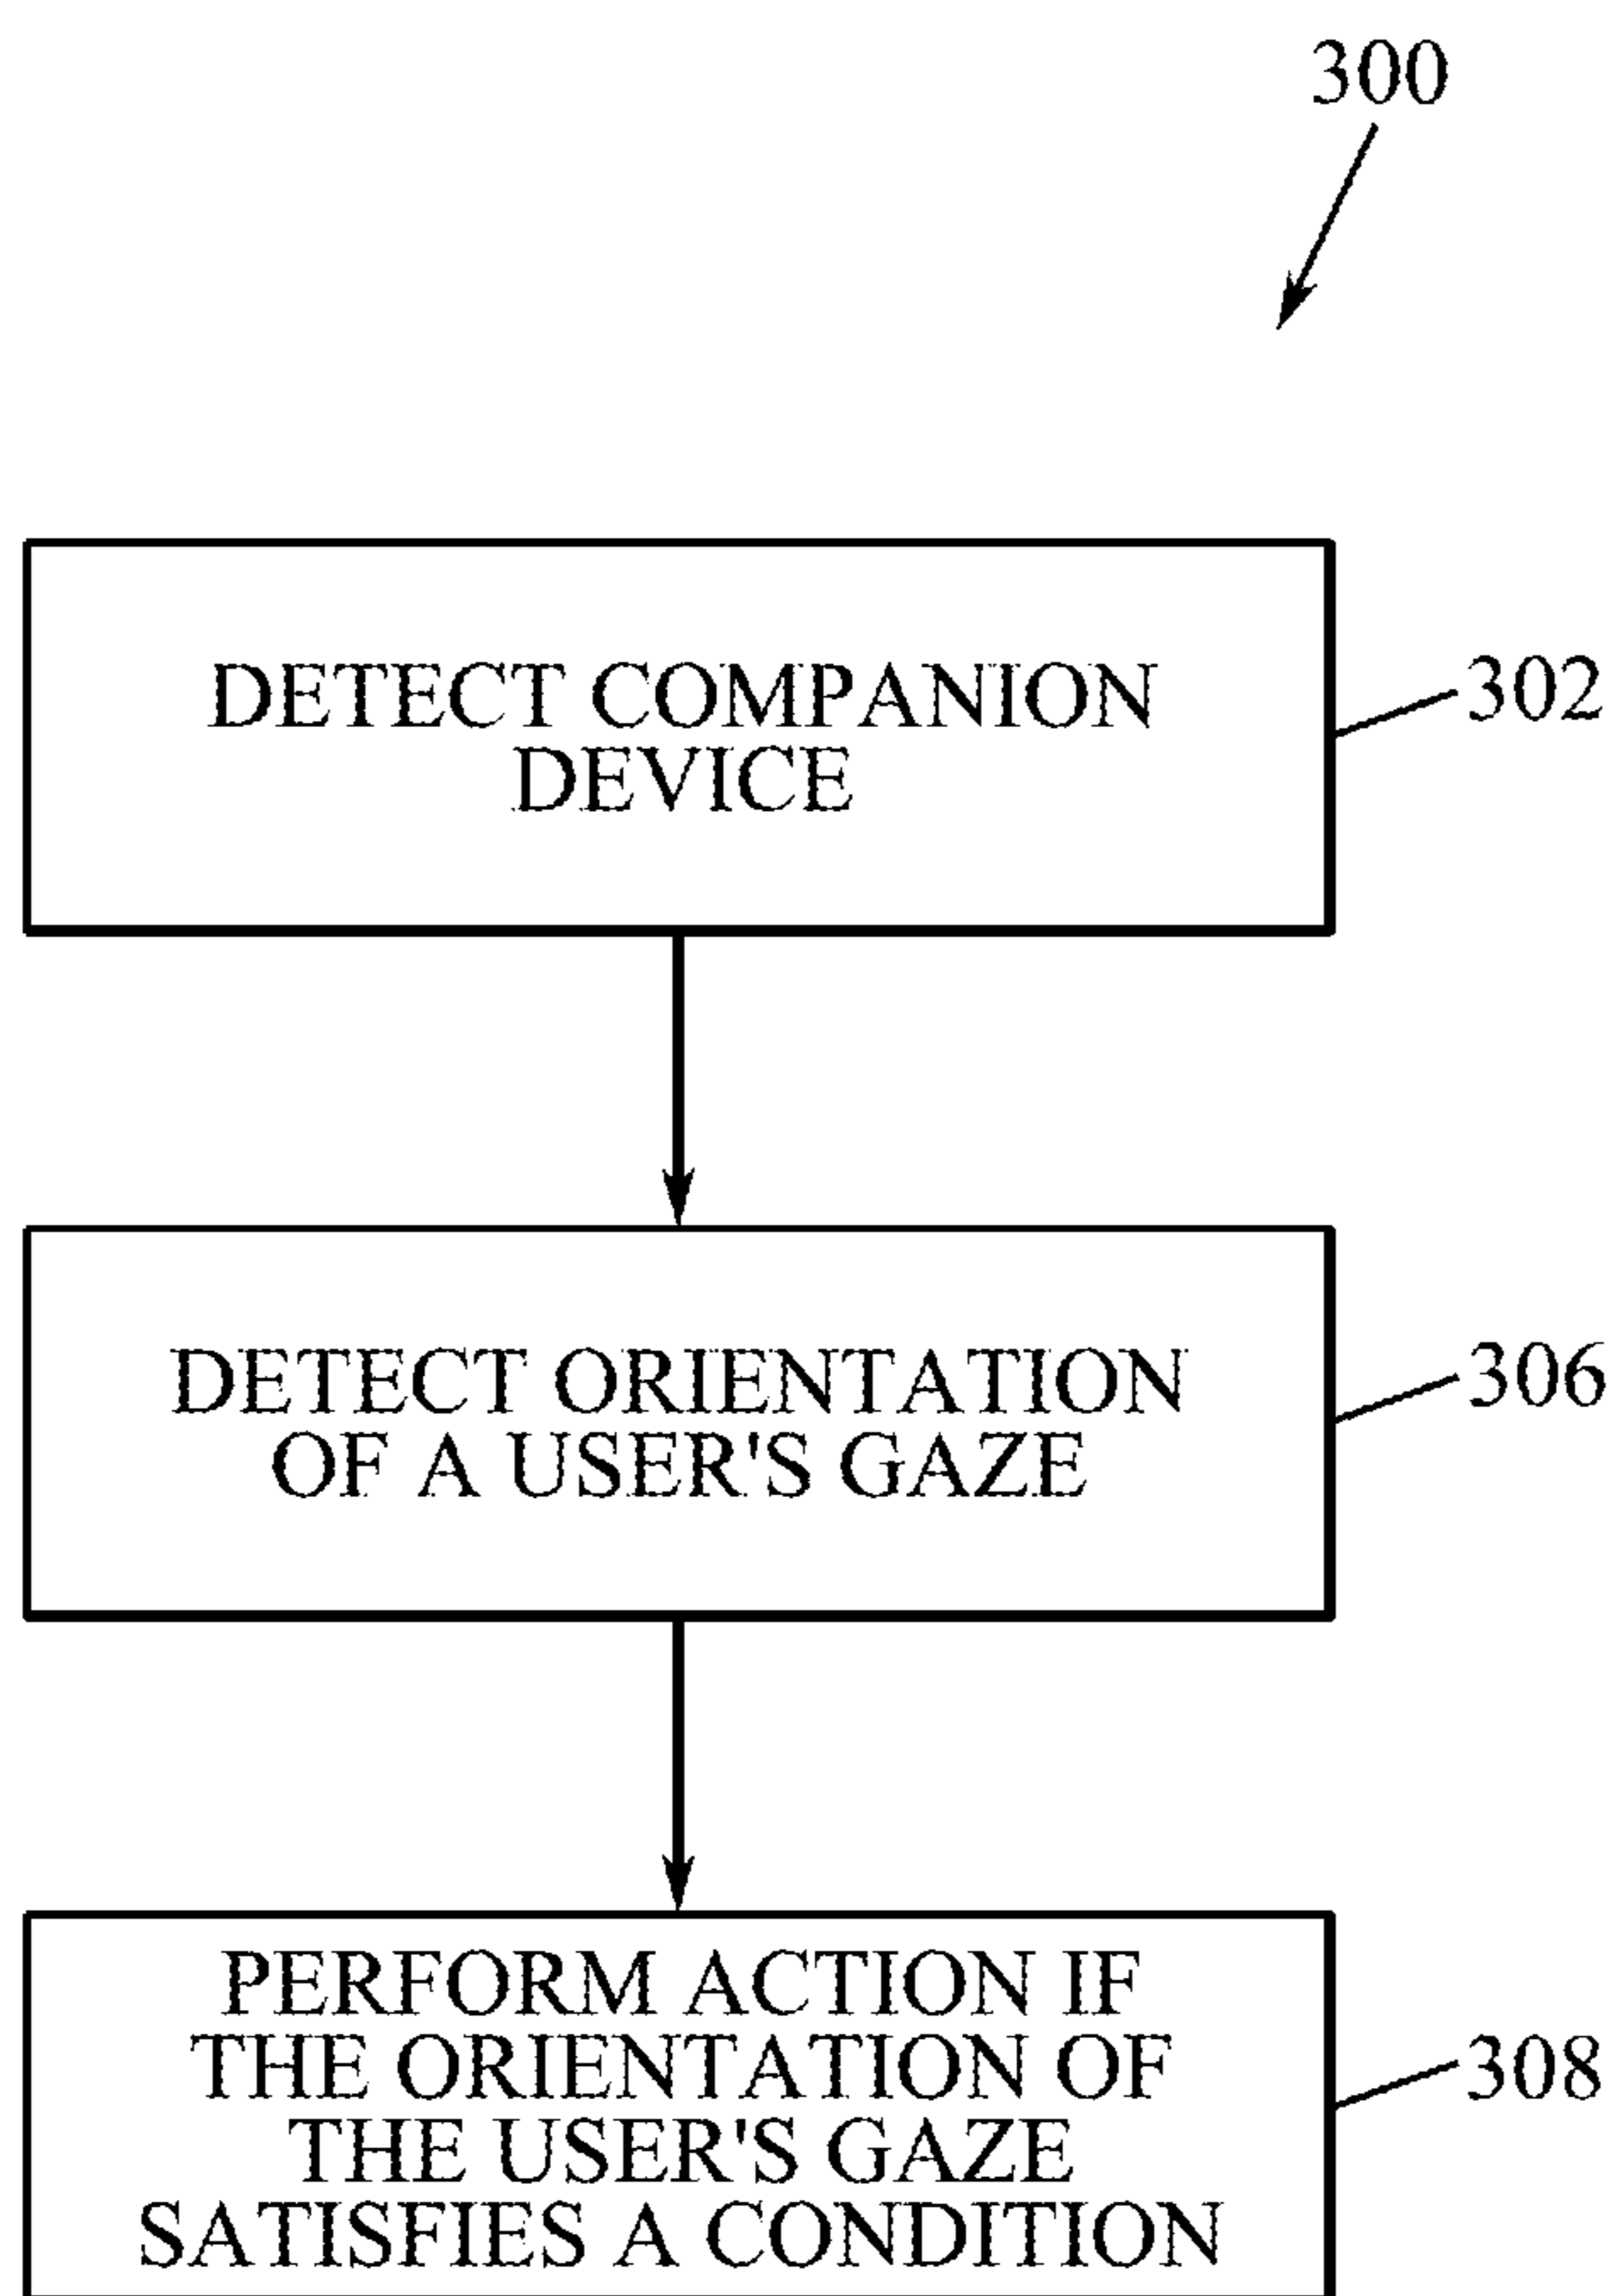 300
DETECT COMPANION
DEVICE
302
DETECT ORIENTATION
OF A USER'S GAZE
306
PERFORM ACTION IF
THE ORIENTATION OF
THE USER'S GAZE
SATISFIES A CONDITION
308